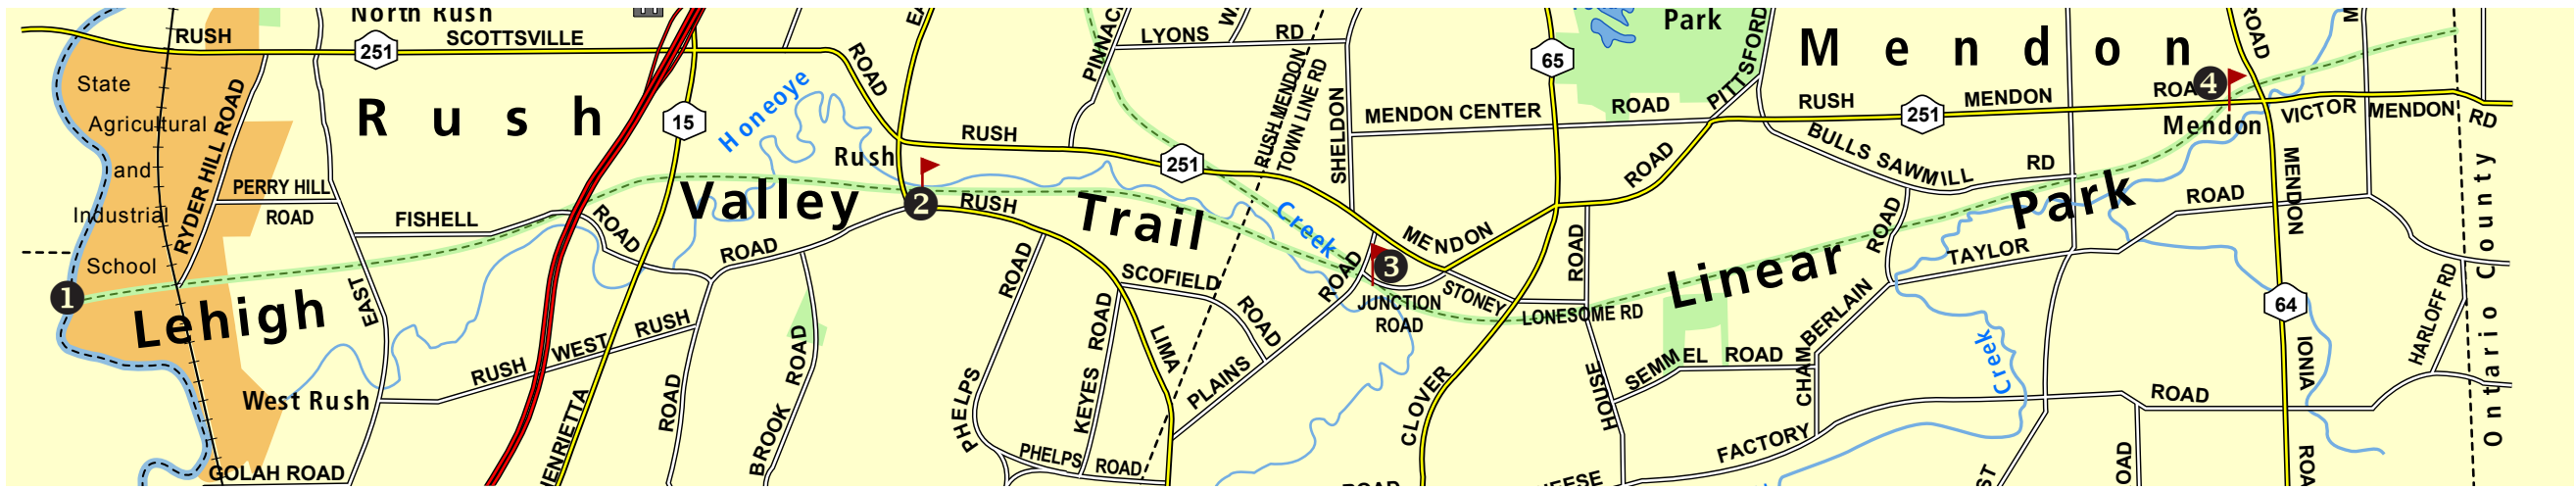 North Rush
RUSH
SCOTTSVILLE
251
ROAD
LYONS RD
PINNAC
65
Park
PITTSFORD
Mendon
ROAD
4
State
Agricultural
and
Industrial
School
RYDER HILL ROAD
Rush
15
Honeoye
RUSH
Rush
251
RUSH MENDON
TOWN LINE RD
SHELDON
MENDON CENTER ROAD
RUSH MENDON
251
Mendon
VICTOR MENDON RD
BULLS SAWMILL RD
ROAD
MENDON
PERRY HILL
ROAD
FISHELL
ROAD
Valley
2
RUSH
Trail
Creek
MENDON
ROAD
3
JUNCTION
ROAD
STONEY
LONESOME RD
ROAD
Linear
Park
ROAD
TAYLOR
ROAD
Ontario County
1
Lehigh
EAST
ROAD
SCOFIELD
ROAD
ROAD
KEYES ROAD
LIMA
PLAINS
PHELPS
PHELPS ROAD
RUSH WEST RUSH
West Rush
GOLAH ROAD
HENRIETTA
ROAD
BROOK
ROAD
CLOVER
HOUSE
SEMMEL ROAD
CHAMBERLAIN
FACTORY
ROAD
Creek
64
IONIA
HARLOFF RD
ROAD